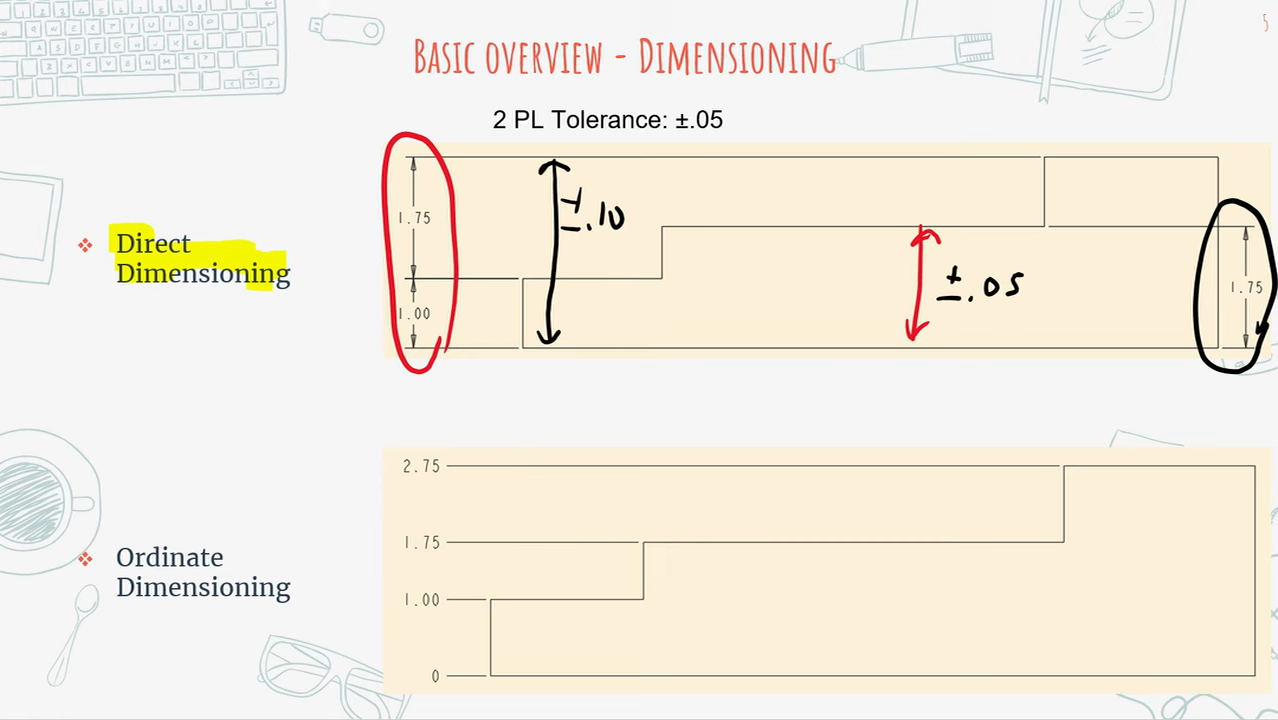 5
BASIC OVERVIEW - DIMENSIONING
2 PL Tolerance: ±.05
1.75
±.10
❖ Direct
Dimensioning
±.05
1.75
1.00
2.75
1.75
❖ Ordinate
Dimensioning
1.00
0